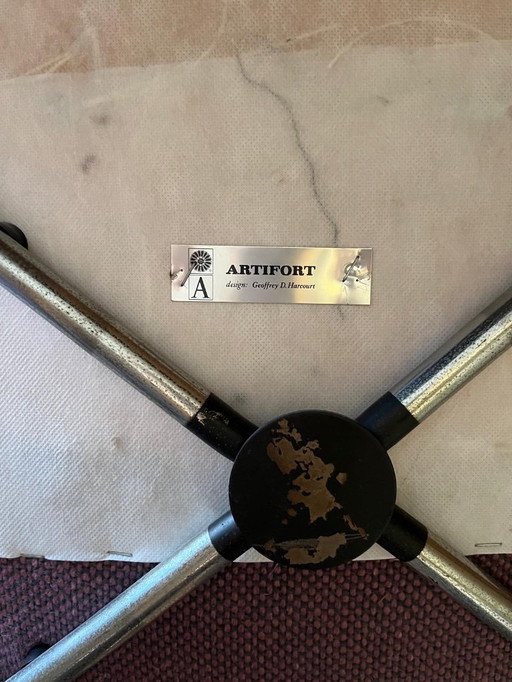 ARTIFORT
A
design: Geoffrey D. Harcourt